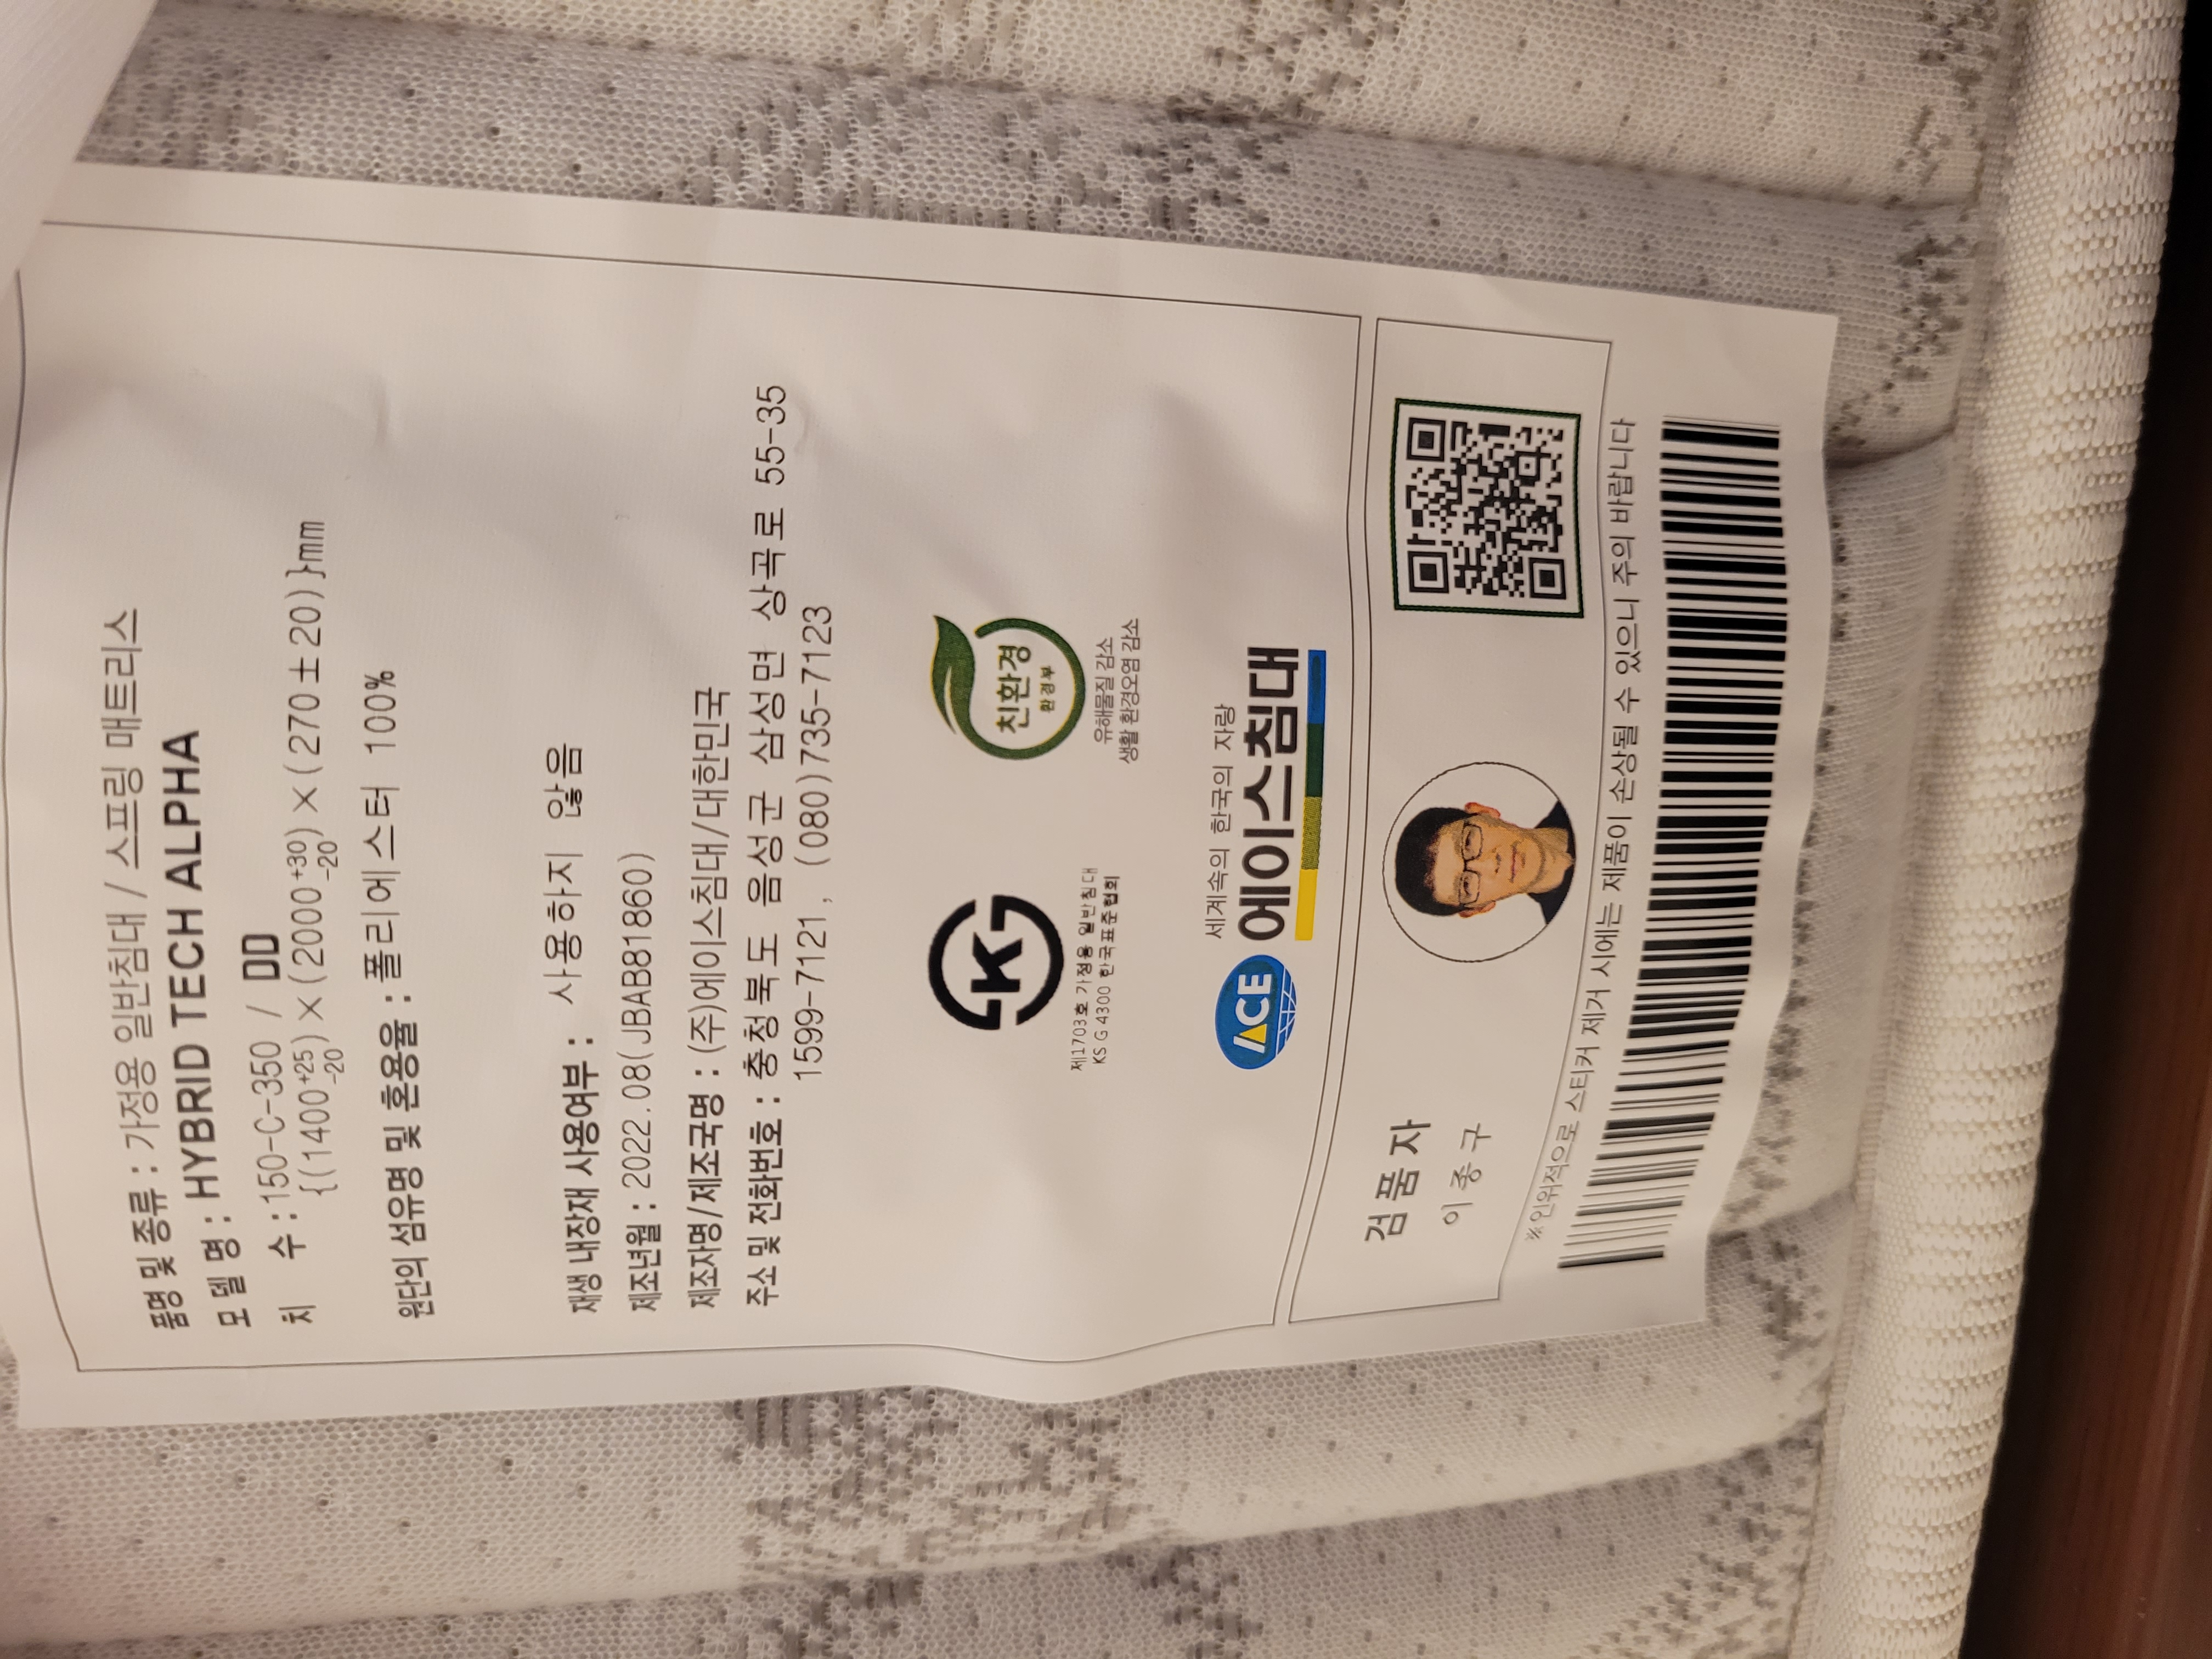 품명 및 종류 : 가정용 일반침대 / 스프링 매트리스
모 델 명 : HYBRID TECH ALPHA
치 수 : 150-C-350 / DD
{(1400+25-20)×(2000+30-20)×(270±20)}mm
원단의 섬유명 및 혼용율 : 폴리에스터 100%
재생 내장재 사용여부 : 사용하지 않음
제조년월 : 2022.08(JBAB81860)
제조자명/제조국명 : (주)에이스침대/대한민국
주소 및 전화번호 : 충청북도 음성군 삼성면 상곡로 55-35
1599-7121, (080)735-7123
K
제1703호 가정용 일반침대
KS G 4300 한국표준협회
친환경
환경부
유해물질 감소
생활 환경오염 감소
ACE
세계속의 한국의 자랑
에이스침대
검품자
이종구
※인위적으로 스티커 제거 시에는 제품이 손상될 수 있으니 주의 바랍니다